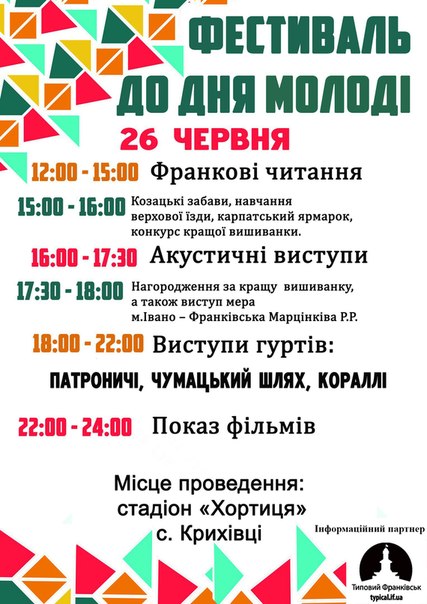 ФЕСТИВАЛЬ
ДО ДНЯ МОЛОДІ
26 ЧЕРВНЯ
12:00 - 15:00 Франкові читання
15:00 - 16:00 Козацькі забави, навчання
верхової їзди, карпатський ярмарок,
конкурс кращої вишиванки.
16:00 - 17:30 Акустичні виступи
17:30 - 18:00 Нагородження за кращу вишиванку,
а також виступ мера
м.Івано – Франківська Марцінківа Р.Р.
18:00 - 22:00 Виступи гуртів:
ПАТРОНИЧІ, ЧУМАЦЬКИЙ ШЛЯХ, КОРАЛЛІ
22:00 - 24:00 Показ фільмів
Місце проведення:
стадіон «Хортиця»
с. Крихівці
Інформаційний партнер
Типовий Франківськ
typical.if.ua